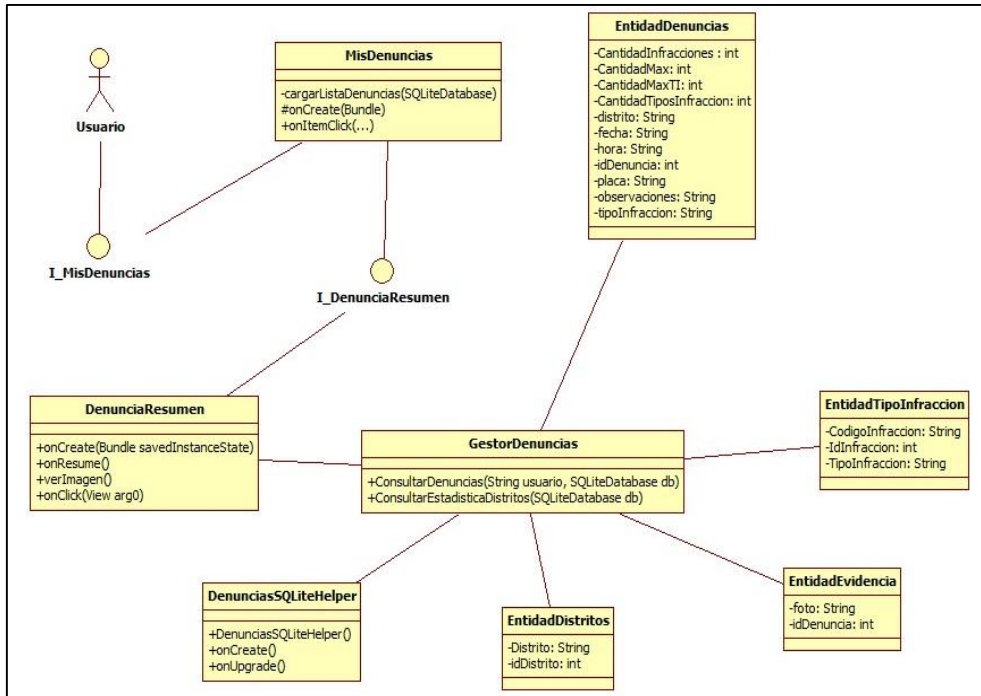 Usuario
MisDenuncias
-cargarListaDenuncias(SQLiteDatabase)
#onCreate(Bundle)
+onItemClick(...)
EntidadDenuncias
-CantidadInfracciones : int
-CantidadMax: int
-CantidadMaxTI: int
-CantidadTiposInfraccion: int
-distrito: String
-fecha: String
-hora: String
-idDenuncia: int
-placa: String
-observaciones: String
-tipoInfraccion: String
I_MisDenuncias
I_DenunciaResumen
DenunciaResumen
+onCreate(Bundle savedInstanceState)
+onResume()
+verImagen()
+onClick(View arg0)
GestorDenuncias
+ConsultarDenuncias(String usuario, SQLiteDatabase db)
+ConsultarEstadisticaDistritos(SQLiteDatabase db)
EntidadTipoInfraccion
-CodigoInfraccion: String
-IdInfraccion: int
-TipoInfraccion: String
DenunciasSQLiteHelper
+DenunciasSQLiteHelper()
+onCreate()
+onUpgrade()
EntidadDistritos
-Distrito: String
-idDistrito: int
EntidadEvidencia
-foto: String
-idDenuncia: int